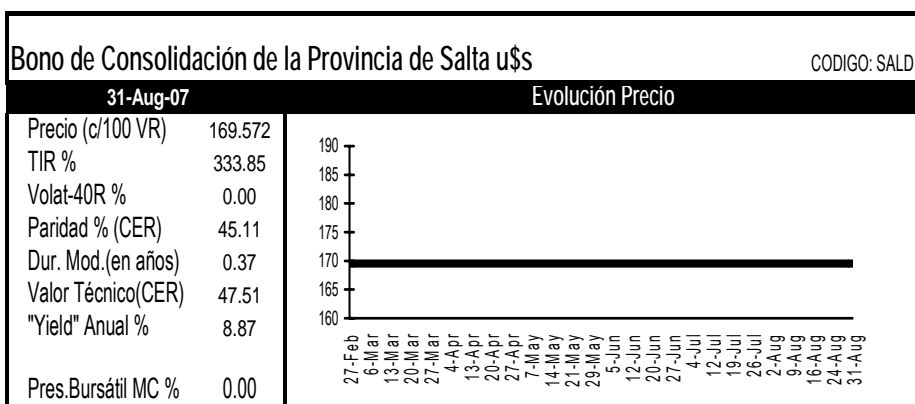 Bono de Consolidación de la Provincia de Salta u$s CODIGO: SALD
31-Aug-07 Evolución Precio
Precio (c/100 VR) 169.572
TIR % 333.85
Volat-40R % 0.00
Paridad % (CER) 45.11
Dur. Mod.(en años) 0.37
Valor Técnico(CER) 47.51
"Yield" Anual % 8.87
Pres.Bursátil MC % 0.00
190
185
180
175
170
165
160
27-Feb
6-Mar
13-Mar
20-Mar
27-Mar
4-Apr
13-Apr
20-Apr
27-Apr
7-May
14-May
21-May
29-May
5-Jun
12-Jun
20-Jun
27-Jun
4-Jul
12-Jul
19-Jul
26-Jul
2-Aug
9-Aug
16-Aug
24-Aug
31-Aug